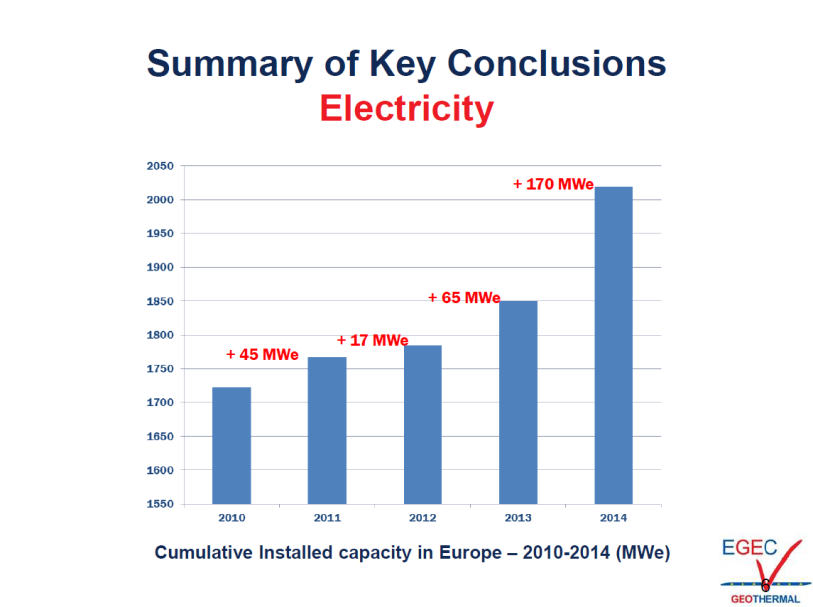 Summary of Key Conclusions
Electricity
2050
2000
1950
1900
1850
1800
1750
1700
1650
1600
1550
+ 45 MWe
+ 17 MWe
+ 65 MWe
+ 170 MWe
2010 2011 2012 2013 2014
Cumulative Installed capacity in Europe – 2010-2014 (MWe)
EGEC
GEOTHERMAL